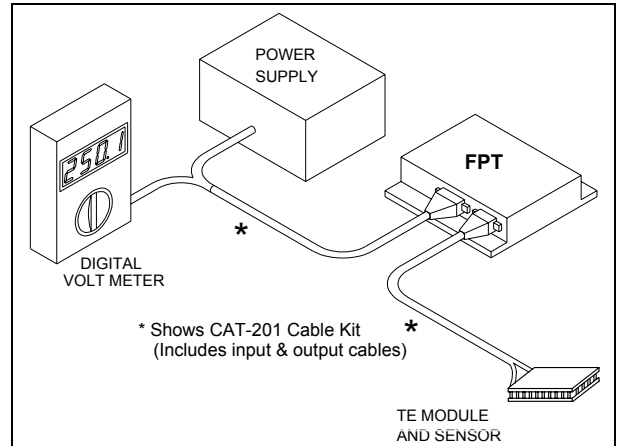 POWER
SUPPLY
FPT
250.1
*
DIGITAL
VOLT METER
* Shows CAT-201 Cable Kit
(Includes input & output cables)
*
TE MODULE
AND SENSOR